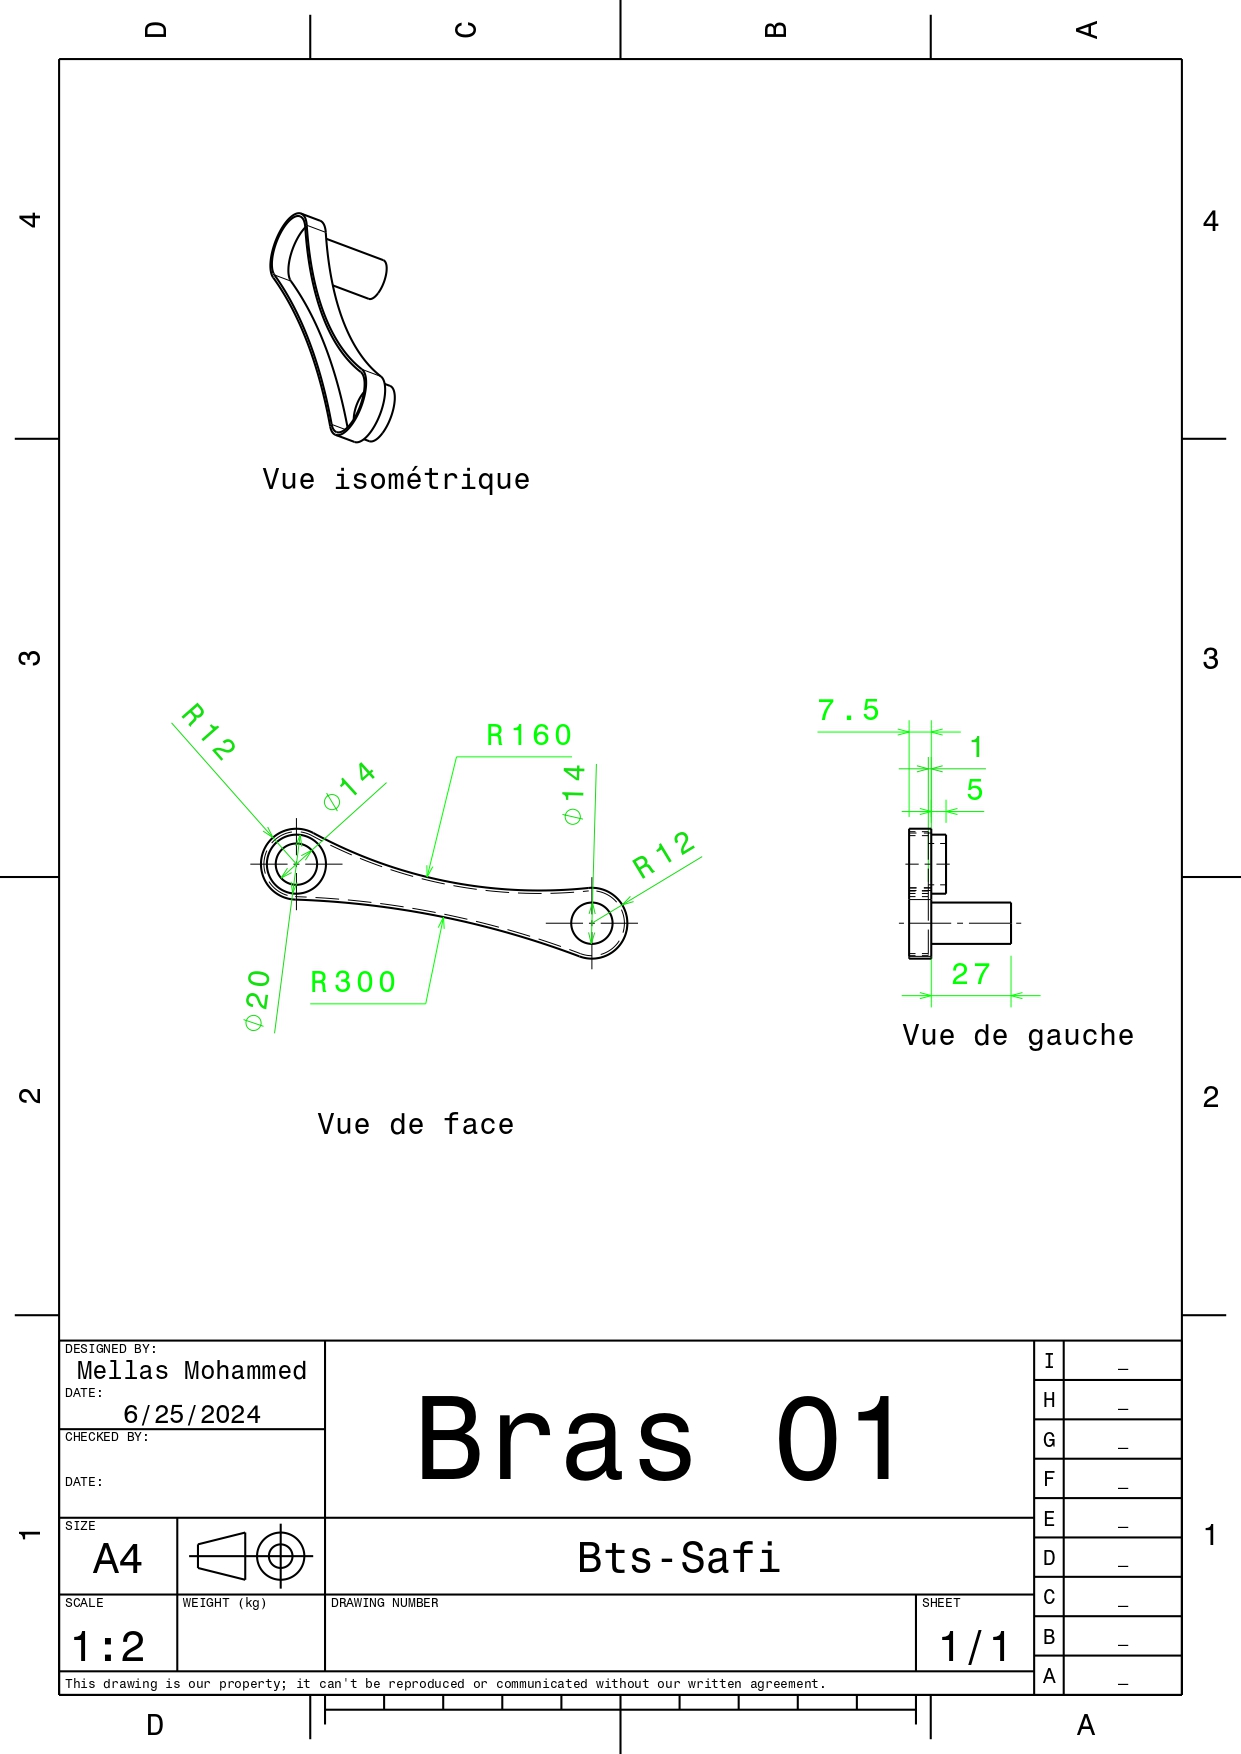 D C B A
4 4
Vue isométrique
3 3
R12
R160
Ø14
Ø14
R12
7.5
1
5
Ø20
R300
27
Vue de gauche
Vue de face
2 2
DESIGNED BY:
Mellas Mohammed
DATE:
6/25/2024
CHECKED BY:
DATE:
Bras 01
SIZE
A4
Bts-Safi
SCALE
1:2
WEIGHT (kg)
DRAWING NUMBER
SHEET
1/1
This drawing is our property; it can't be reproduced or communicated without our written agreement.
I _
H _
G _
F _
E _
D _
C _
B _
A _
1 1
D A